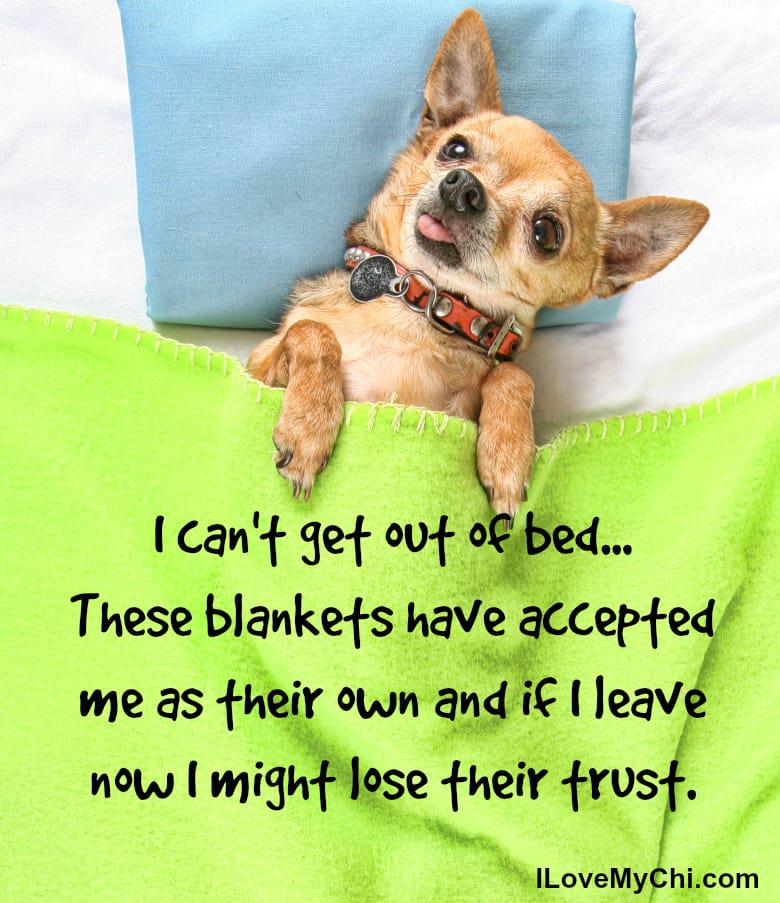 I can't get out of bed...
These blankets have accepted
me as their own and if I leave
now I might lose their trust.
ILoveMyChi.com